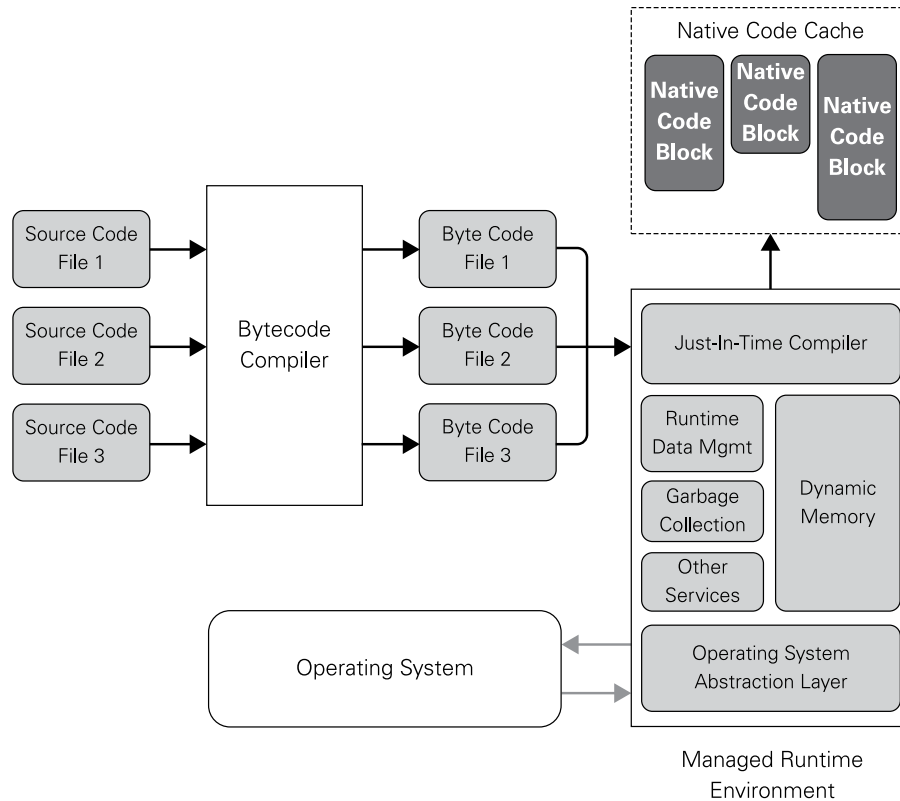 Native Code Cache
Native
Code
Block
Native
Code
Block
Native
Code
Block
Source Code
File 1
Source Code
File 2
Source Code
File 3
Bytecode
Compiler
Byte Code
File 1
Byte Code
File 2
Byte Code
File 3
Just-In-Time Compiler
Runtime
Data Mgmt
Garbage
Collection
Other
Services
Dynamic
Memory
Operating System
Abstraction Layer
Operating System
Managed Runtime
Environment